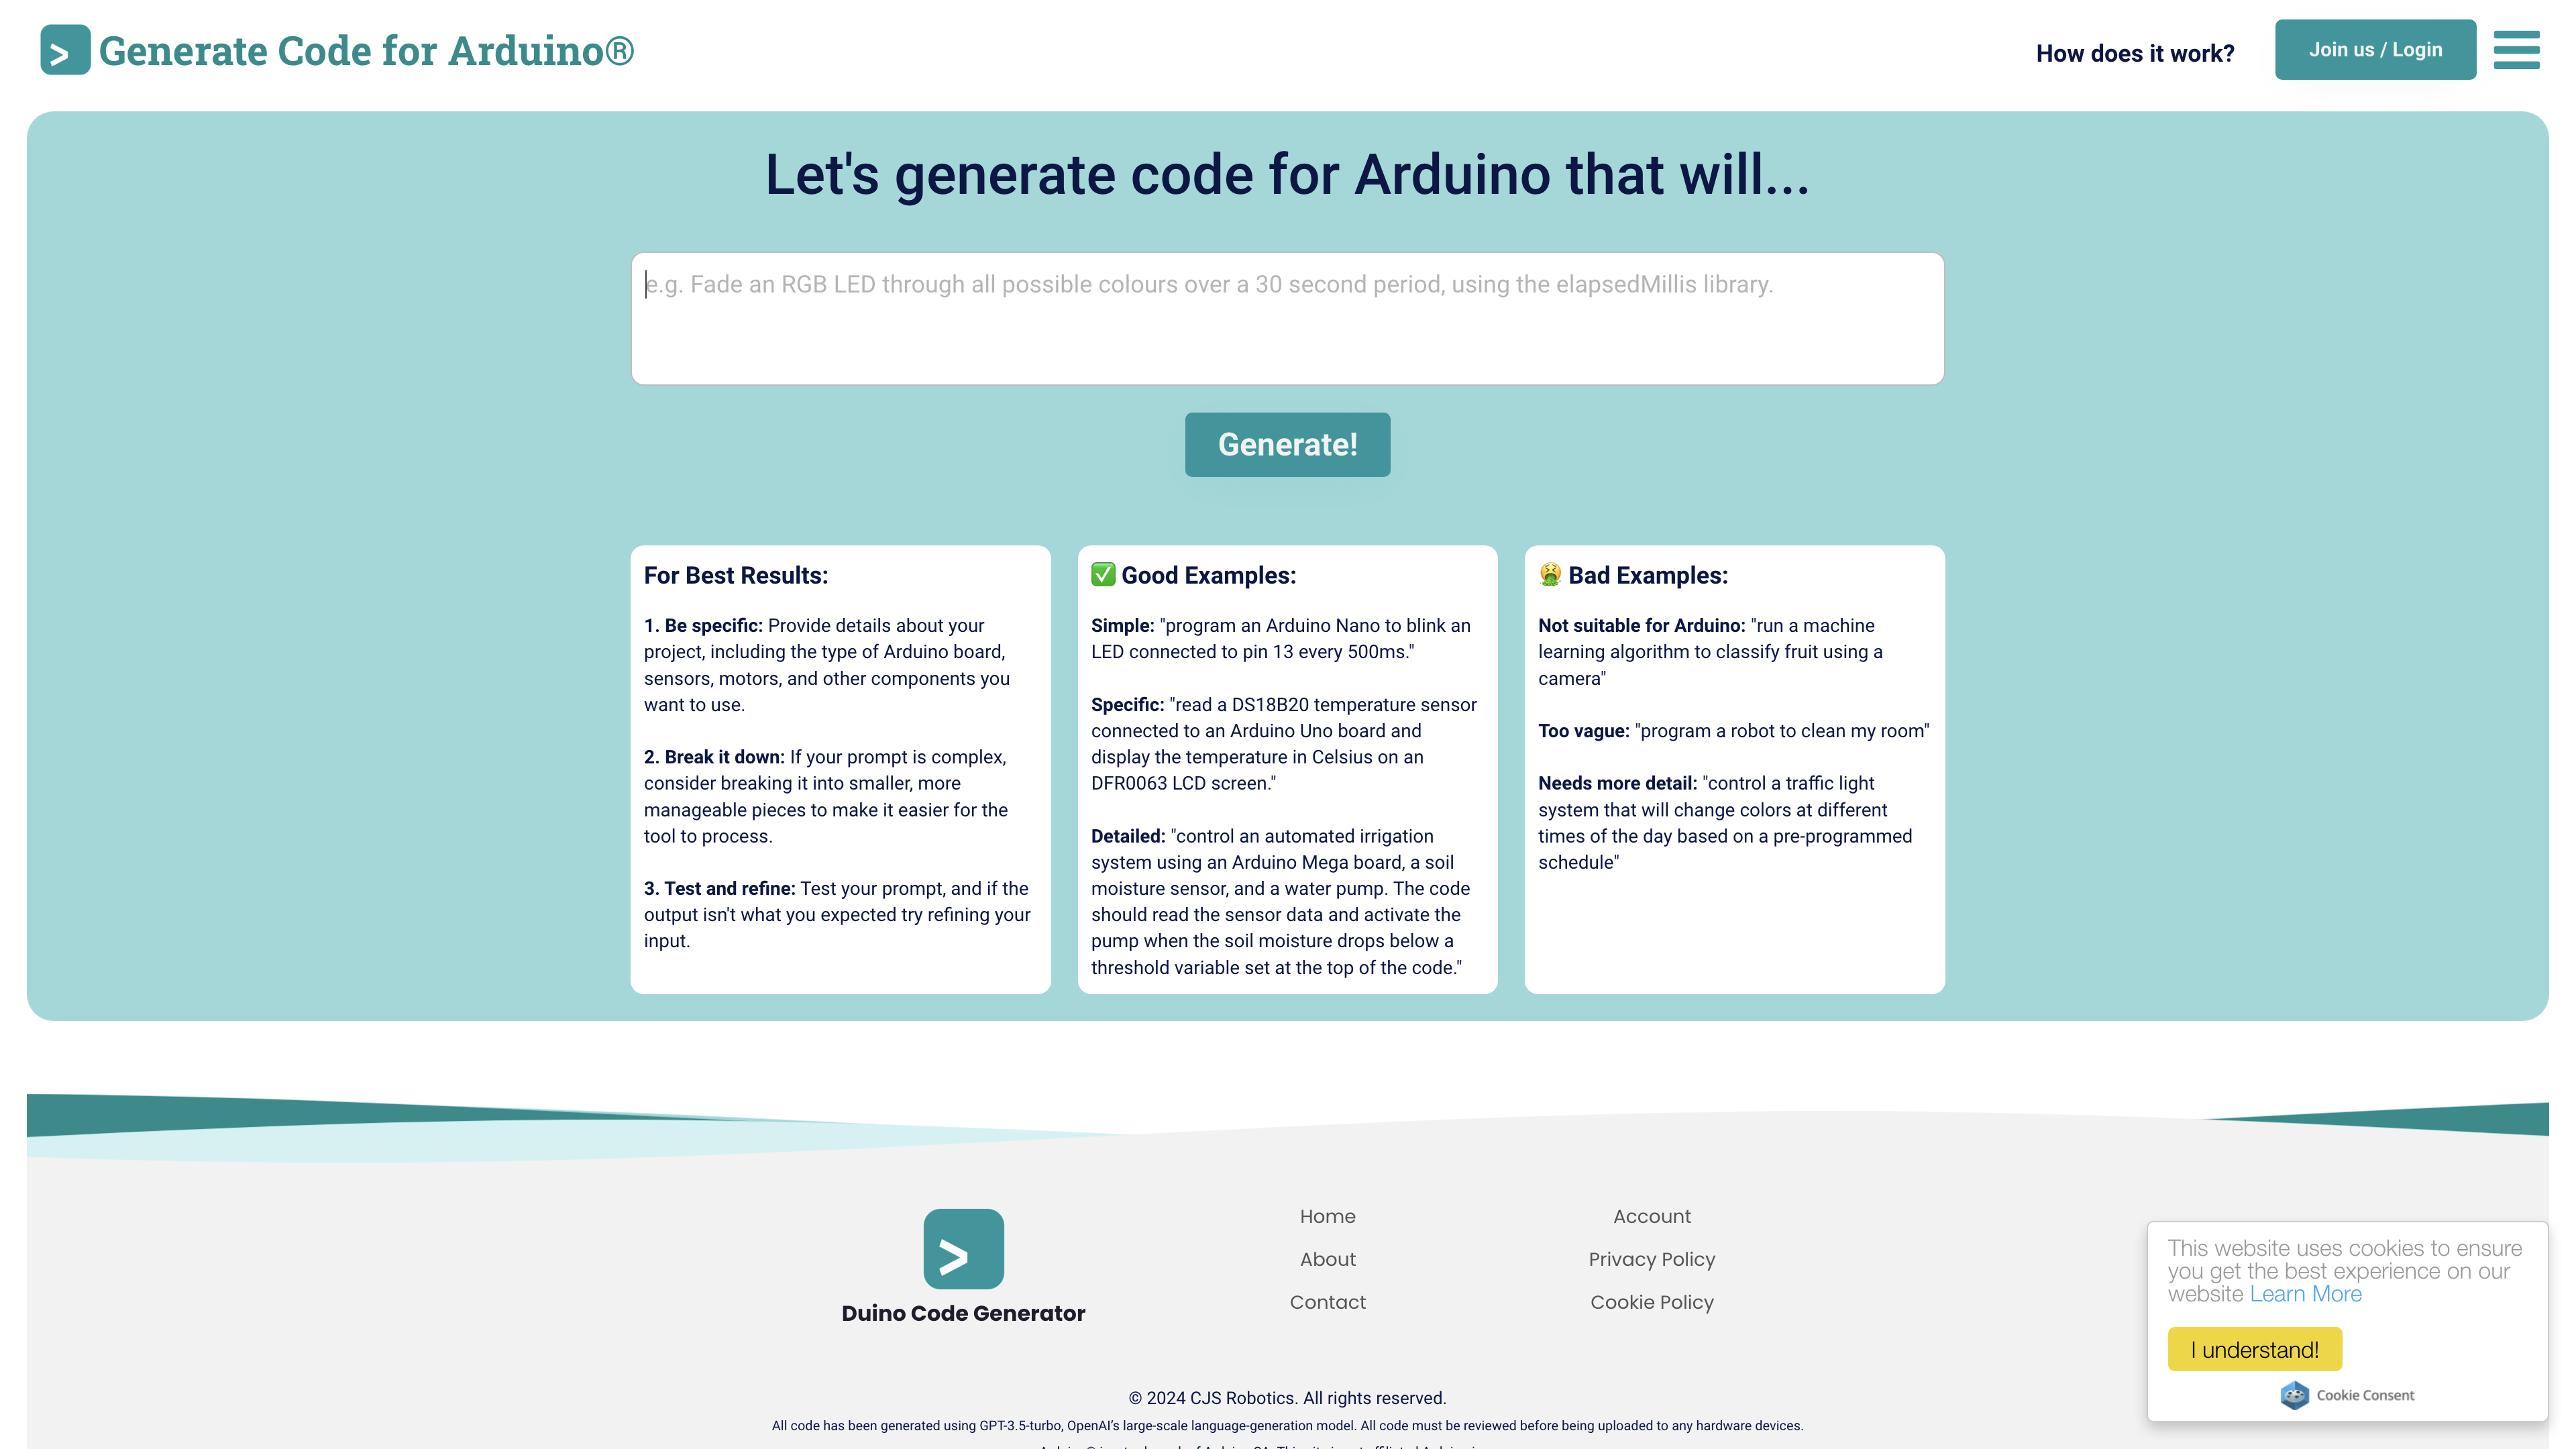 > Generate Code for Arduino®
How does it work?
Join us / Login
Let's generate code for Arduino that will...
e.g. Fade an RGB LED through all possible colours over a 30 second period, using the elapsedMillis library.
Generate!
For Best Results:
1. Be specific: Provide details about your
project, including the type of Arduino board,
sensors, motors, and other components you
want to use.
2. Break it down: If your prompt is complex,
consider breaking it into smaller, more
manageable pieces to make it easier for the
tool to process.
3. Test and refine: Test your prompt, and if the
output isn't what you expected try refining your
input.
✅ Good Examples:
Simple: "program an Arduino Nano to blink an
LED connected to pin 13 every 500ms."
Specific: "read a DS18B20 temperature sensor
connected to an Arduino Uno board and
display the temperature in Celsius on an
DFR0063 LCD screen."
Detailed: "control an automated irrigation
system using an Arduino Mega board, a soil
moisture sensor, and a water pump. The code
should read the sensor data and activate the
pump when the soil moisture drops below a
threshold variable set at the top of the code."
🤮 Bad Examples:
Not suitable for Arduino: "run a machine
learning algorithm to classify fruit using a
camera"
Too vague: "program a robot to clean my room"
Needs more detail: "control a traffic light
system that will change colors at different
times of the day based on a pre-programmed
schedule"
>
Duino Code Generator
Home
About
Contact
Account
Privacy Policy
Cookie Policy
This website uses cookies to ensure
you get the best experience on our
website Learn More
I understand!
Cookie Consent
© 2024 CJS Robotics. All rights reserved.
All code has been generated using GPT-3.5-turbo, OpenAI's large-scale language-generation model. All code must be reviewed before being uploaded to any hardware devices.